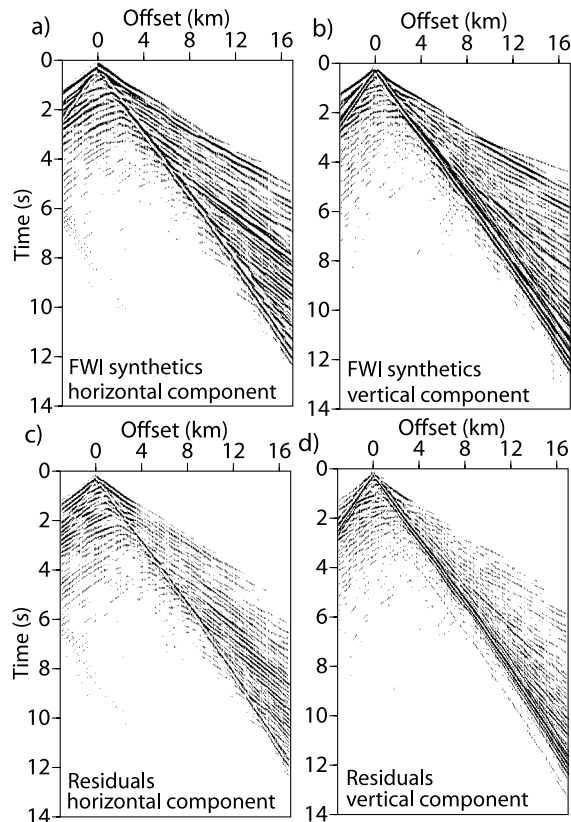 a)
Offset (km)
0 4 8 12 16
0
2
4
6
8
10
12
14
Time (s)
FWI synthetics
horizontal component
b)
Offset (km)
0 4 8 12 16
0
2
4
6
8
10
12
14
FWI synthetics
vertical component
c)
Offset (km)
0 4 8 12 16
0
2
4
6
8
10
12
14
Time (s)
Residuals
horizontal component
d)
Offset (km)
0 4 8 12 16
0
2
4
6
8
10
12
14
Residuals
vertical component